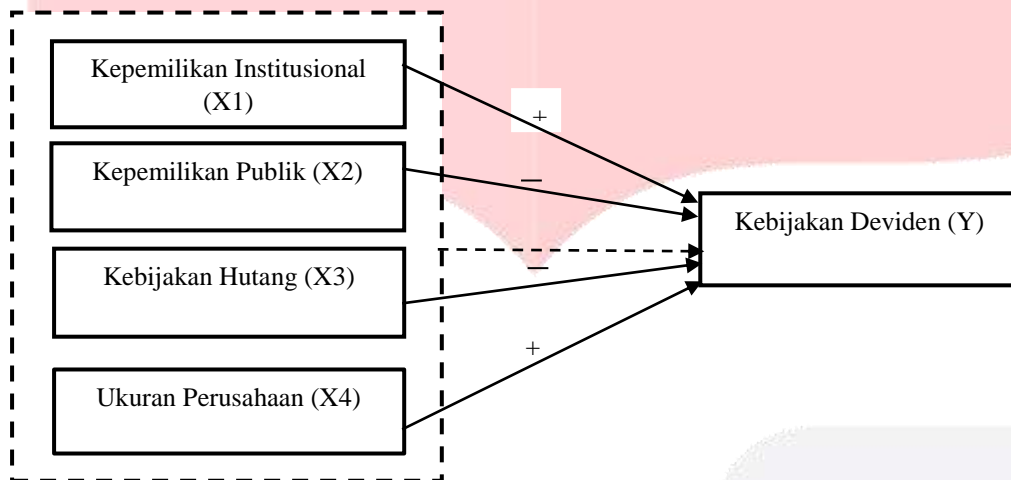 Kepemilikan Institusional
(X1)
+
Kepemilikan Publik (X2)
–
Kebijakan Deviden (Y)
Kebijakan Hutang (X3)
–
+
Ukuran Perusahaan (X4)